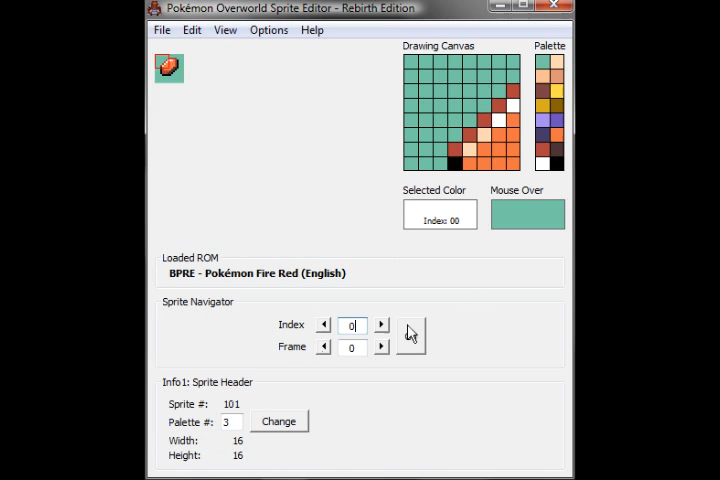 Pokémon Overworld Sprite Editor - Rebirth Edition
File Edit View Options Help
Drawing Canvas Palette
Selected Color Mouse Over
Index: 00
Loaded ROM
BPRE - Pokémon Fire Red (English)
Sprite Navigator
Index 0
Frame 0
Info1: Sprite Header
Sprite #: 101
Palette #: 3 Change
Width: 16
Height: 16